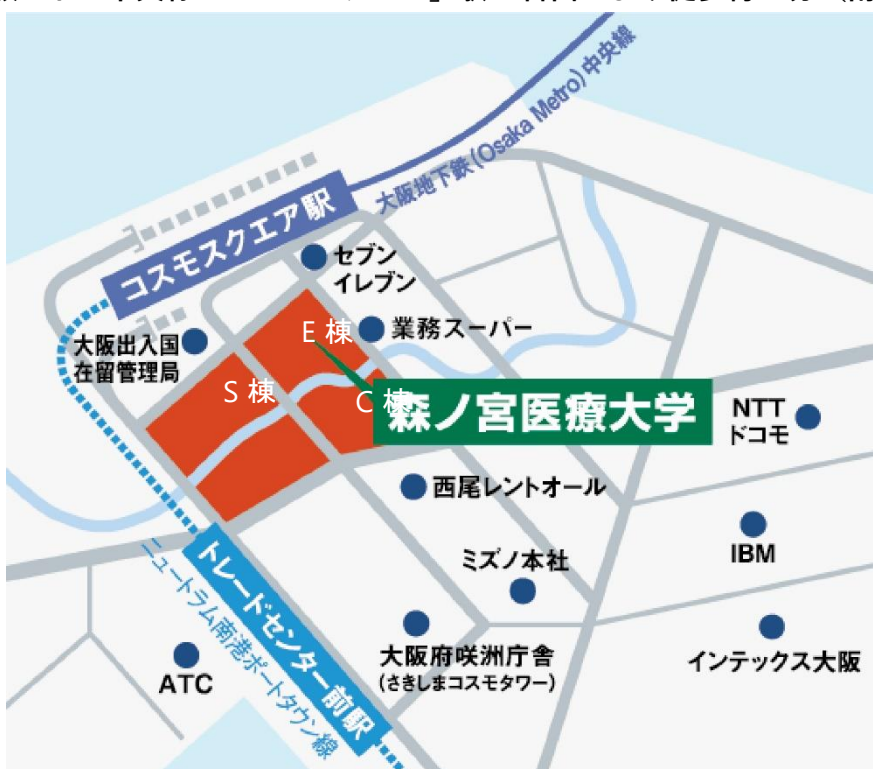 大阪地下鉄(Osaka Metro)中央線
コスモスクエア駅
セブン
イレブン
大阪出入国
在留管理局
E 棟
業務スーパー
S 棟
C 棟
森ノ宮医療大学
NTT
ドコモ
西尾レントオール
IBM
ミズノ本社
トレードセンター前駅
ニュートラム南港ポートタウン線
大阪府咲洲庁舎
(さきしまコスモタワー)
インテックス大阪
ATC